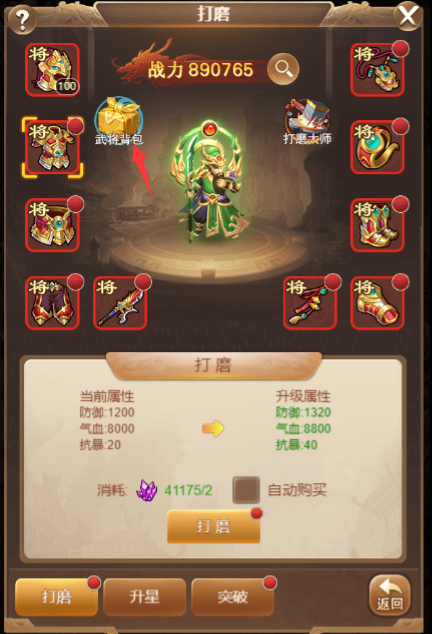 ?
打磨
将
100
将
战力 890765
武将背包
打磨大师
将
将
将
将
将
将
将
将
打磨
当前属性
升级属性
防御:1200
防御:1320
气血:8000
气血:8800
抗暴:20
抗暴:40
消耗: 41175/2 自动购买
打磨
打磨
升星
突破
返回